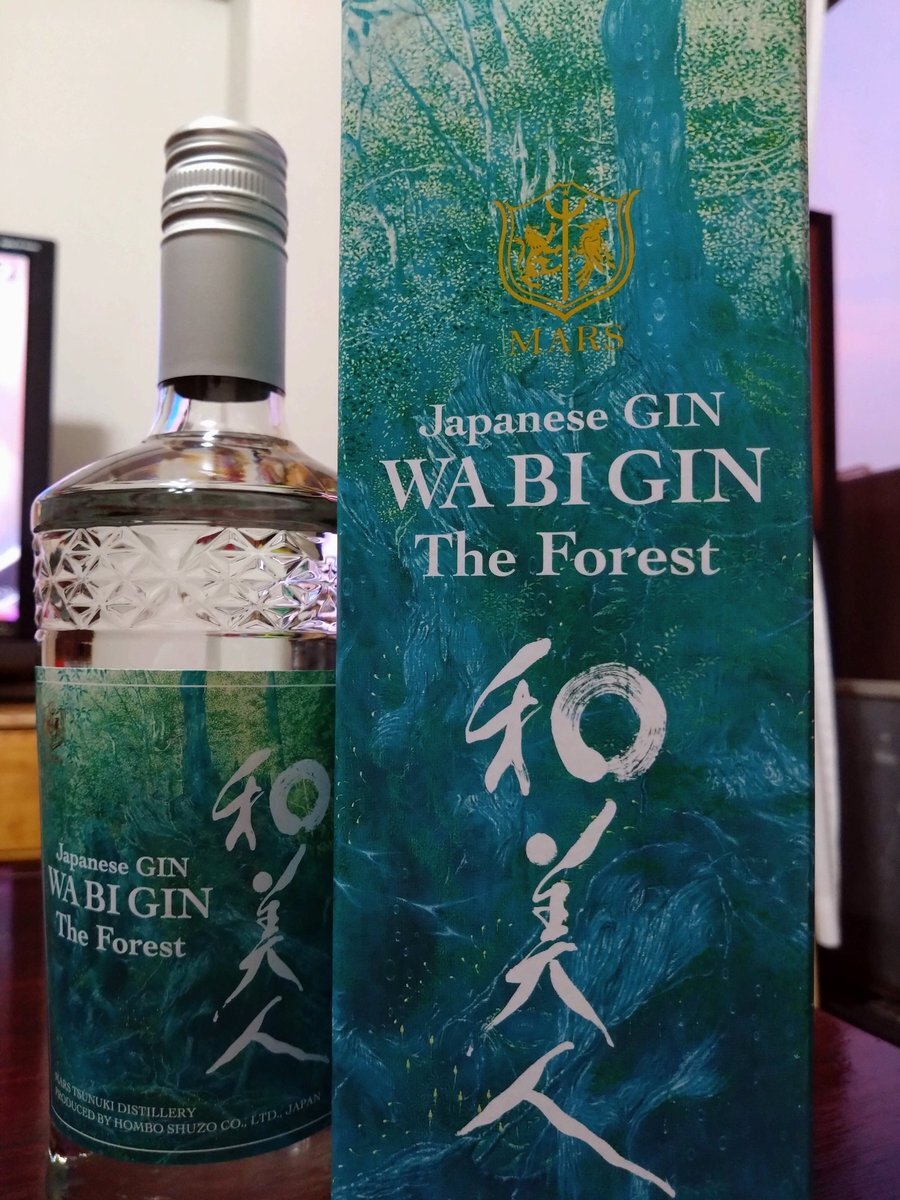 MARS
Japanese GIN
WA BI GIN
The Forest
和
美
人
Japanese GIN
WA BI GIN
The Forest
和
美
人
MARS TSUNUKI DISTILLERY
PRODUCED BY HOMBO SHUZO CO., LTD., JAPAN